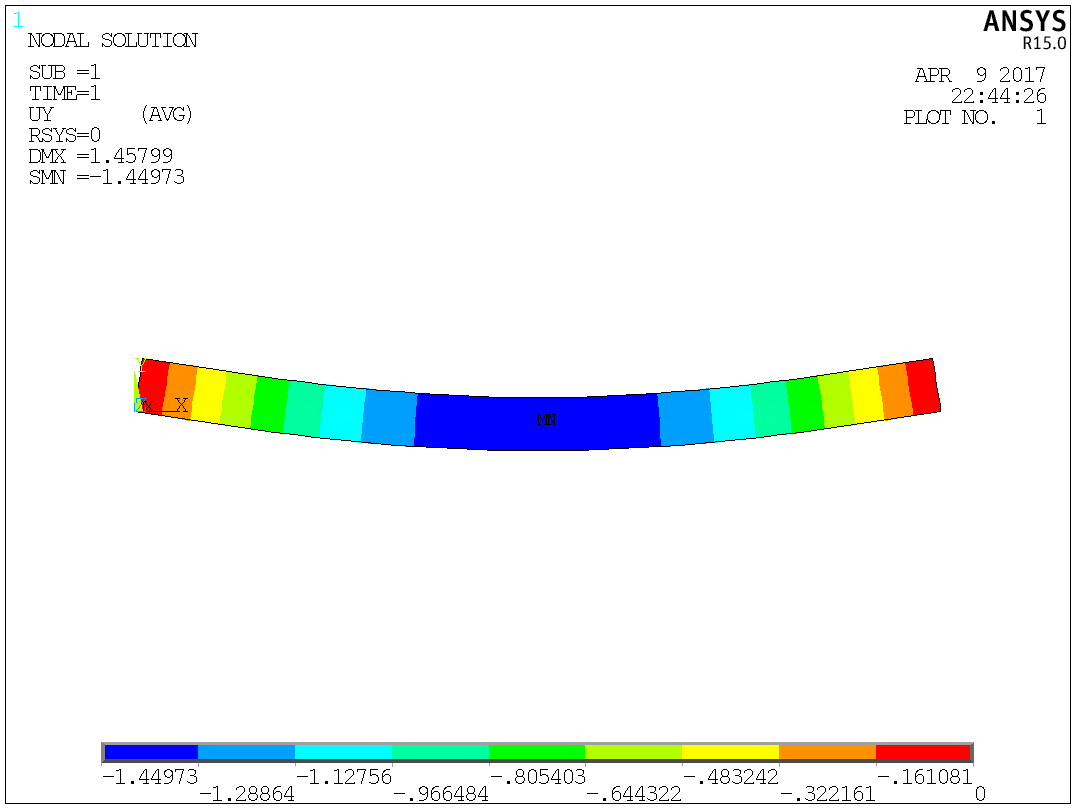 1
ANSYS
R15.0
NODAL SOLUTION
SUB =1
TIME=1
UY (AVG)
RSYS=0
DMX =1.45799
SMN =-1.44973
APR 9 2017
22:44:26
PLOT NO. 1
Y
X
MN
-1.44973
-1.28864
-1.12756
-.966484
-.805403
-.644322
-.483242
-.322161
-.161081
0